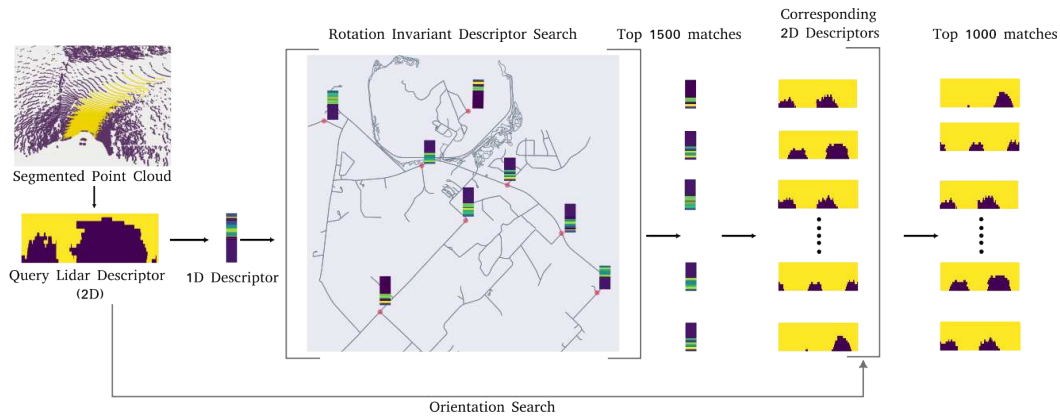 Rotation Invariant Descriptor Search
Top 1500 matches
Corresponding
2D Descriptors
Top 1000 matches
Segmented Point Cloud
Query Lidar Descriptor
(2D)
1D Descriptor
Orientation Search